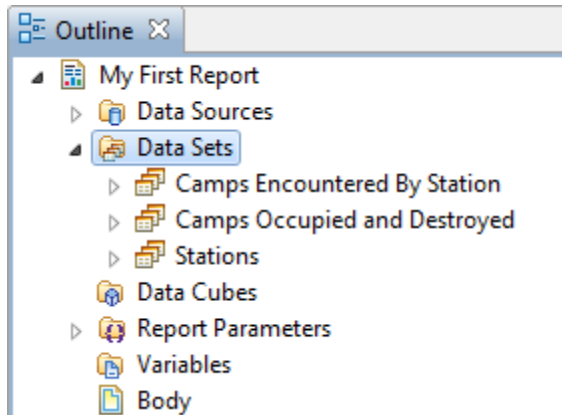 Outline
My First Report
Data Sources
Data Sets
Camps Encountered By Station
Camps Occupied and Destroyed
Stations
Data Cubes
Report Parameters
Variables
Body